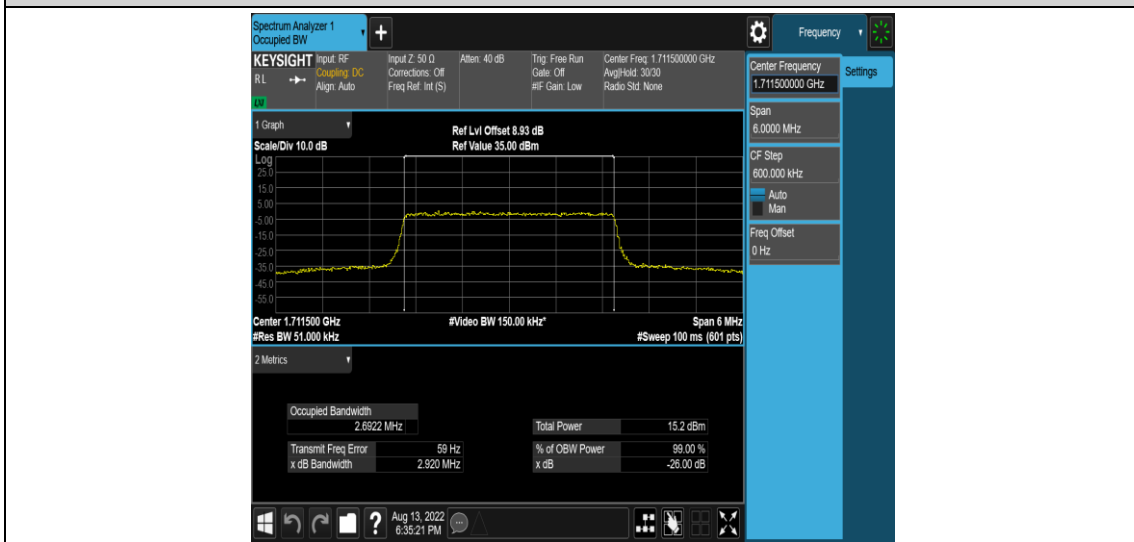 Spectrum Analyzer 1
Occupied BW
+
Frequency
KEYSIGHT
RL
Input: RF
Coupling: DC
Align: Auto
Input Z: 50 Ω
Corrections: Off
Freq Ref: Int (S)
Atten: 40 dB
Trig: Free Run
Gate: Off
#IF Gain: Low
Center Freq: 1.711500000 GHz
Avg|Hold: 30/30
Radio Std: None
Center Frequency
1.711500000 GHz
Settings
Span
6.0000 MHz
CF Step
600.000 kHz
Auto
Man
Freq Offset
0 Hz
1 Graph
Scale/Div 10.0 dB
Ref Lvl Offset 8.93 dB
Ref Value 35.00 dBm
Log
25.0
15.0
5.00
-5.00
-15.0
-25.0
-35.0
-45.0
-55.0
Center 1.711500 GHz
#Video BW 150.00 kHz*
Span 6 MHz
#Res BW 51.000 kHz
#Sweep 100 ms (601 pts)
2 Metrics
Occupied Bandwidth
2.6922 MHz
Total Power 15.2 dBm
Transmit Freq Error 59 Hz
% of OBW Power 99.00 %
x dB Bandwidth 2.920 MHz
x dB -26.00 dB
?
Aug 13, 2022
6:35:21 PM